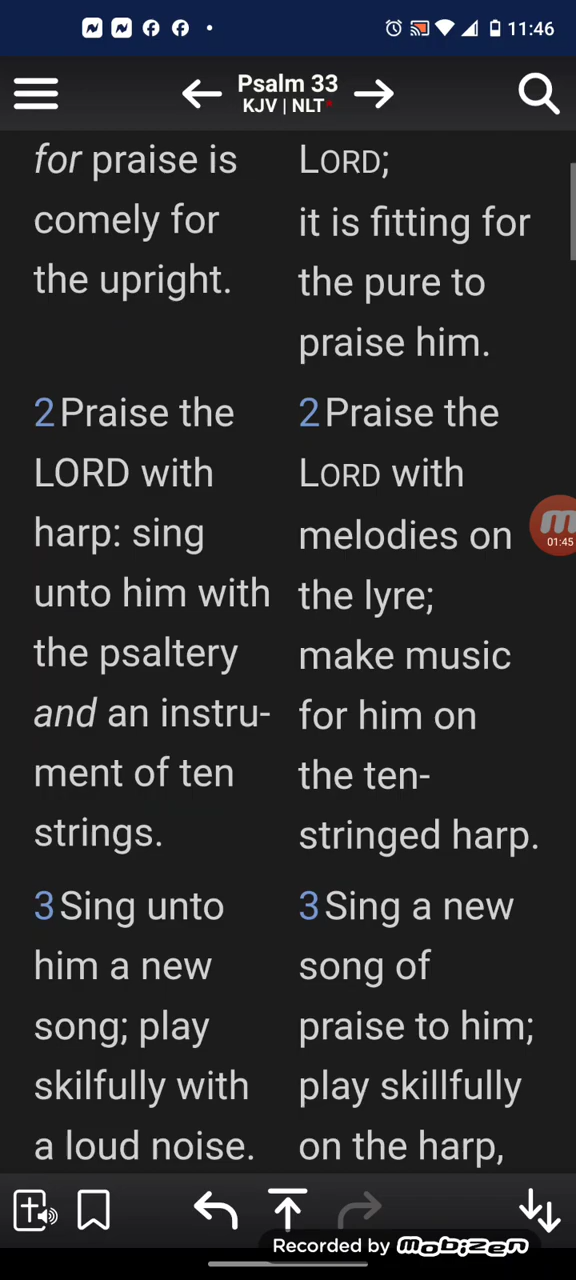 11:46
Psalm 33
KJV | NLT*
for praise is
comely for
the upright.
2 Praise the
LORD with
harp: sing
unto him with
the psaltery
and an instru-
ment of ten
strings.
3 Sing unto
him a new
song; play
skilfully with
a loud noise.
LORD;
it is fitting for
the pure to
praise him.
2 Praise the
LORD with
melodies on
the lyre;
make music
for him on
the ten-
stringed harp.
3 Sing a new
song of
praise to him;
play skillfully
on the harp,
01:45
Recorded by mobizen